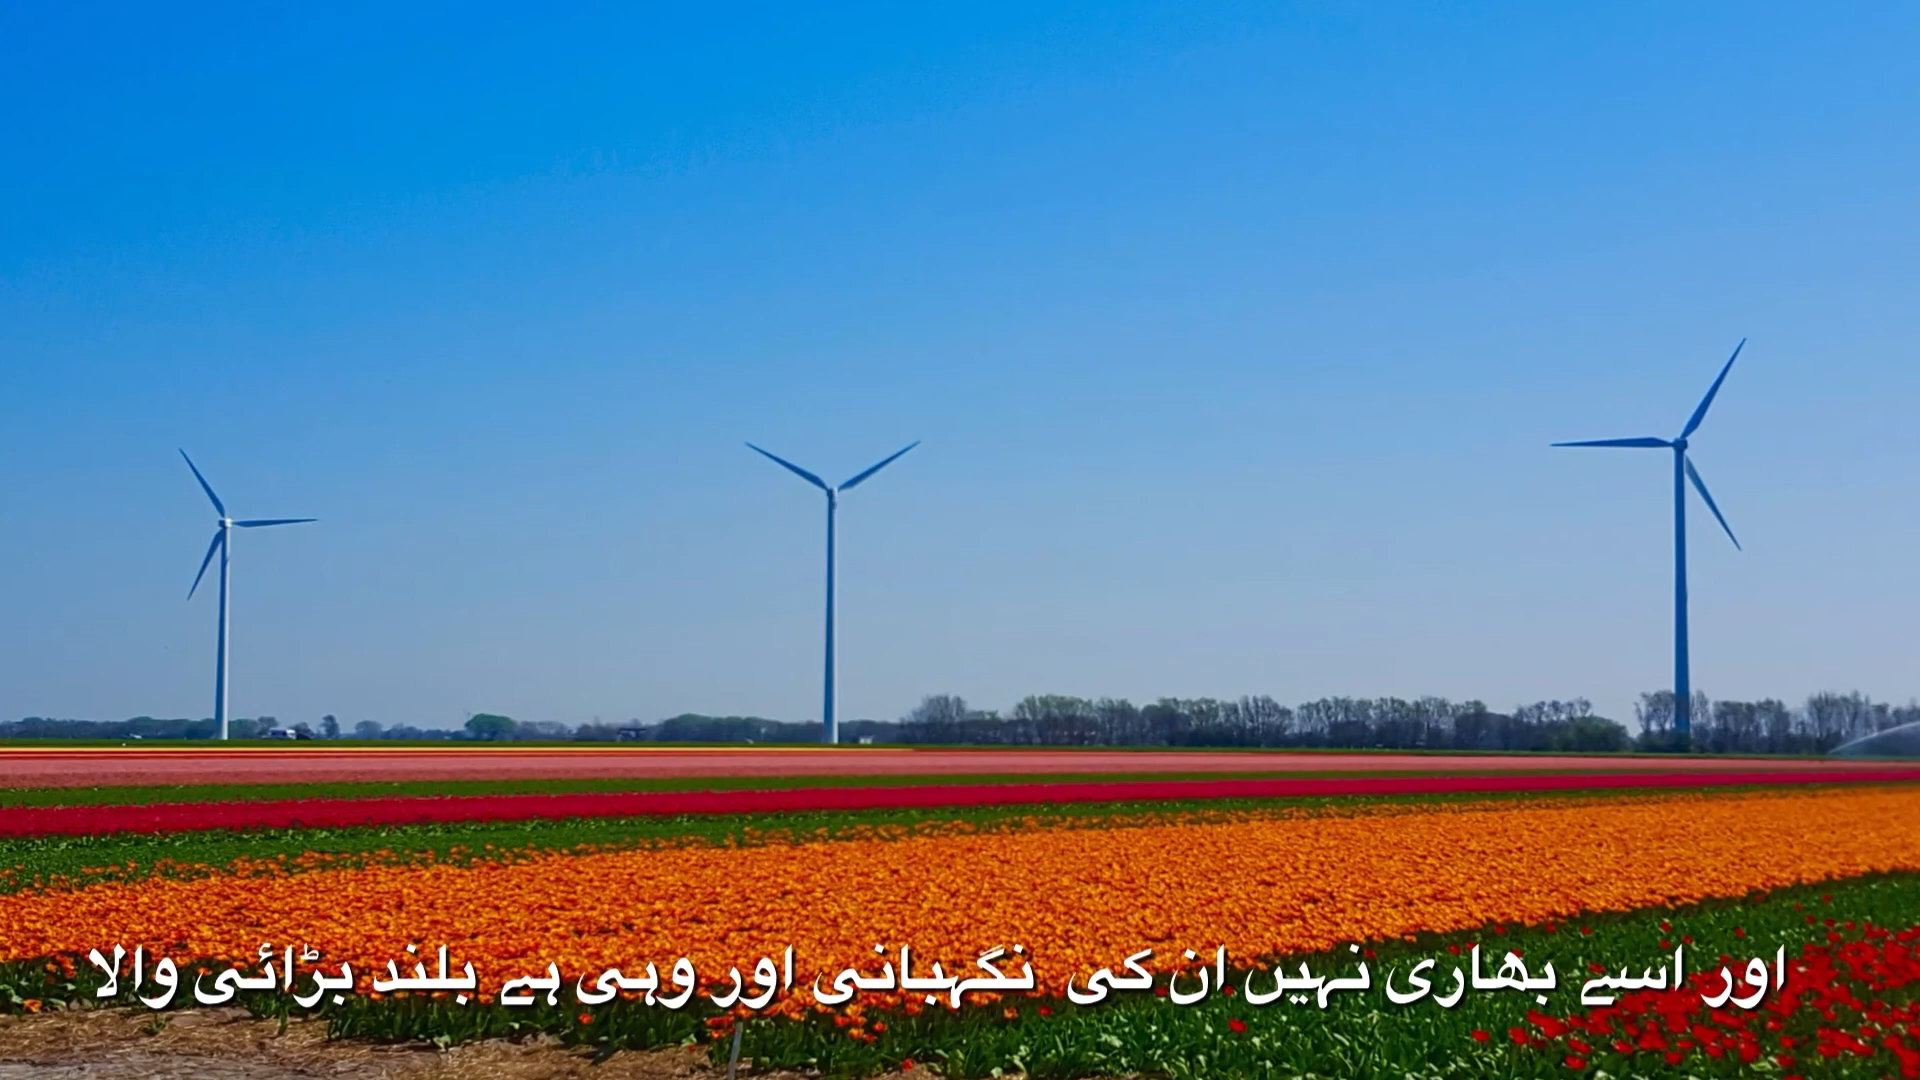 اور اسے بھاری نہیں ان کی نگہبانی اور وہی ہے بلند بڑائی والا